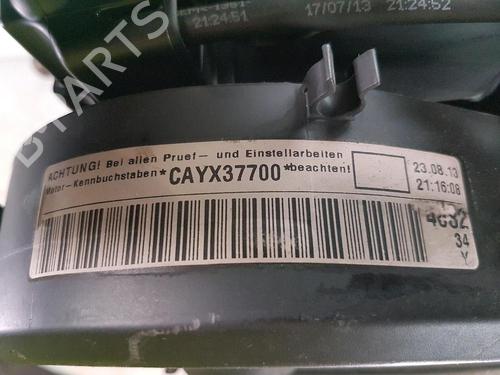 21:24:51
17/07/13 21:24:52
B-PARTS
ACHTUNG! Bei allen Pruef- und Einstellarbeiten
Motor-Kennbuchstaben*CAYX37700*beachten!
23.08.13
21:16:08
4632
34
Y